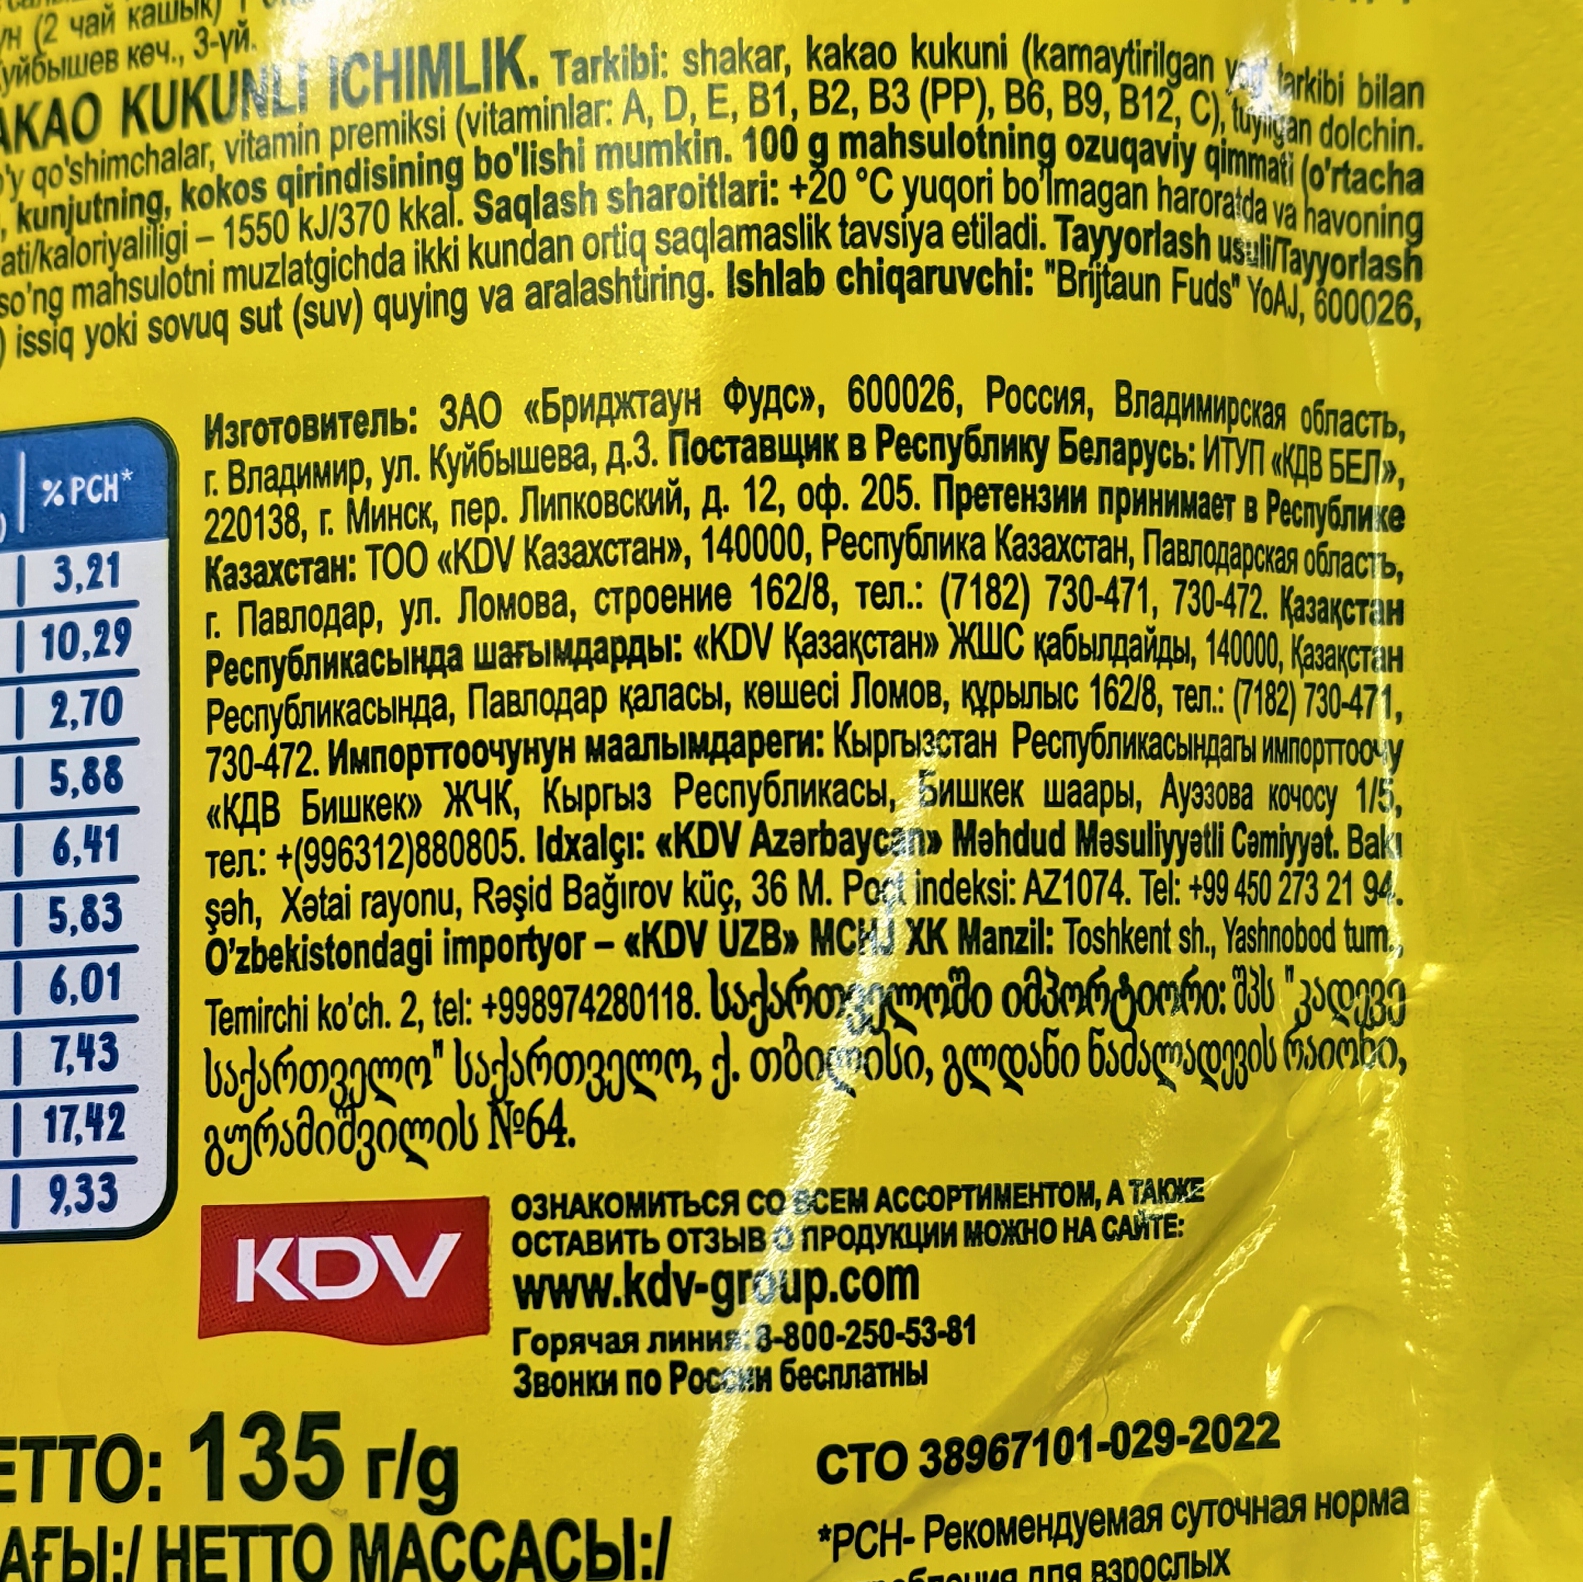 ун (2 чай кашык)
Куйбышев көч., 3-үй.
KAKAO KUKUNLI ICHIMLIK. Tarkibi: shakar, kakao kukuni (kamaytirilgan yog' tarkibi bilan
qo'shimchalar, vitamin premiksi (vitaminlar: A, D, E, B1, B2, B3 (PP), B6, B9, B12, C), tuyilgan dolchin.
, kunjutning, kokos qirindisining bo'lishi mumkin. 100 g mahsulotning ozuqaviy qimmati (o'rtacha
ati/kaloriyaliligi – 1550 kJ/370 kkal. Saqlash sharoitlari: +20 °C yuqori bo'lmagan haroratda va havoning
so'ng mahsulotni muzlatgichda ikki kundan ortiq saqlamaslik tavsiya etiladi. Tayyorlash usuli/Tayyorlash
) issiq yoki sovuq sut (suv) quying va aralashtiring. Ishlab chiqaruvchi: "Brijtaun Fuds" YoAJ, 600026,
% РСН*
3,21
10,29
2,70
5,88
6,41
5,83
6,01
7,43
17,42
9,33
Изготовитель: ЗАО «Бриджтаун Фудс», 600026, Россия, Владимирская область,
г. Владимир, ул. Куйбышева, д.3. Поставщик в Республику Беларусь: ИТУП «КДВ БЕЛ»,
220138, г. Минск, пер. Липковский, д. 12, оф. 205. Претензии принимает в Республике
Казахстан: ТОО «KDV Казахстан», 140000, Республика Казахстан, Павлодарская область,
г. Павлодар, ул. Ломова, строение 162/8, тел.: (7182) 730-471, 730-472. Қазақстан
Республикасында шағымдарды: «KDV Қазақстан» ЖШС қабылдайды, 140000, Қазақстан
Республикасында, Павлодар қаласы, көшесі Ломов, құрылыс 162/8, тел.: (7182) 730-471,
730-472. Импорттоочунун маалымдареги: Кыргызстан Республикасындагы импорттоочу
«КДВ Бишкек» ЖЧК, Кыргыз Республикасы, Бишкек шаары, Ауэзова кочосу 1/5,
тел.: +(996312)880805. Idxalçı: «KDV Azərbaycan» Məhdud Məsuliyyətli Cəmiyyət. Bakı
şəh, Xətai rayonu, Rəşid Bağırov küç, 36 M. Poçt indeksi: AZ1074. Tel: +99 450 273 21 94.
O'zbekistondagi importyor – «KDV UZB» MCHJ XK Manzil: Toshkent sh., Yashnobod tum.,
Temirchi ko'ch. 2, tel: +998974280118. საქართველოში იმპორტიორი: შპს "კადევე
საქართველო" საქართველო, ქ. თბილისი, გლდანი ნაძალადევის რაიონი,
გურამიშვილის №64.
KDV
ОЗНАКОМИТЬСЯ СО ВСЕМ АССОРТИМЕНТОМ, А ТАКЖЕ
ОСТАВИТЬ ОТЗЫВ О ПРОДУКЦИИ МОЖНО НА САЙТЕ:
www.kdv-group.com
Горячая линия: 8-800-250-53-81
Звонки по России бесплатны
ЕТТО: 135 г/g
АҒЫ:/ НЕТТО МАССАСЫ:/
СТО 38967101-029-2022
*РСН- Рекомендуемая суточная норма
для взрослых